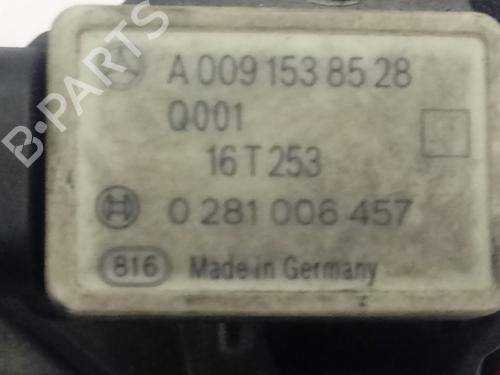 A 009 153 85 28
Q001
16 T 253
0 281 006 457
816 Made in Germany
B-PARTS